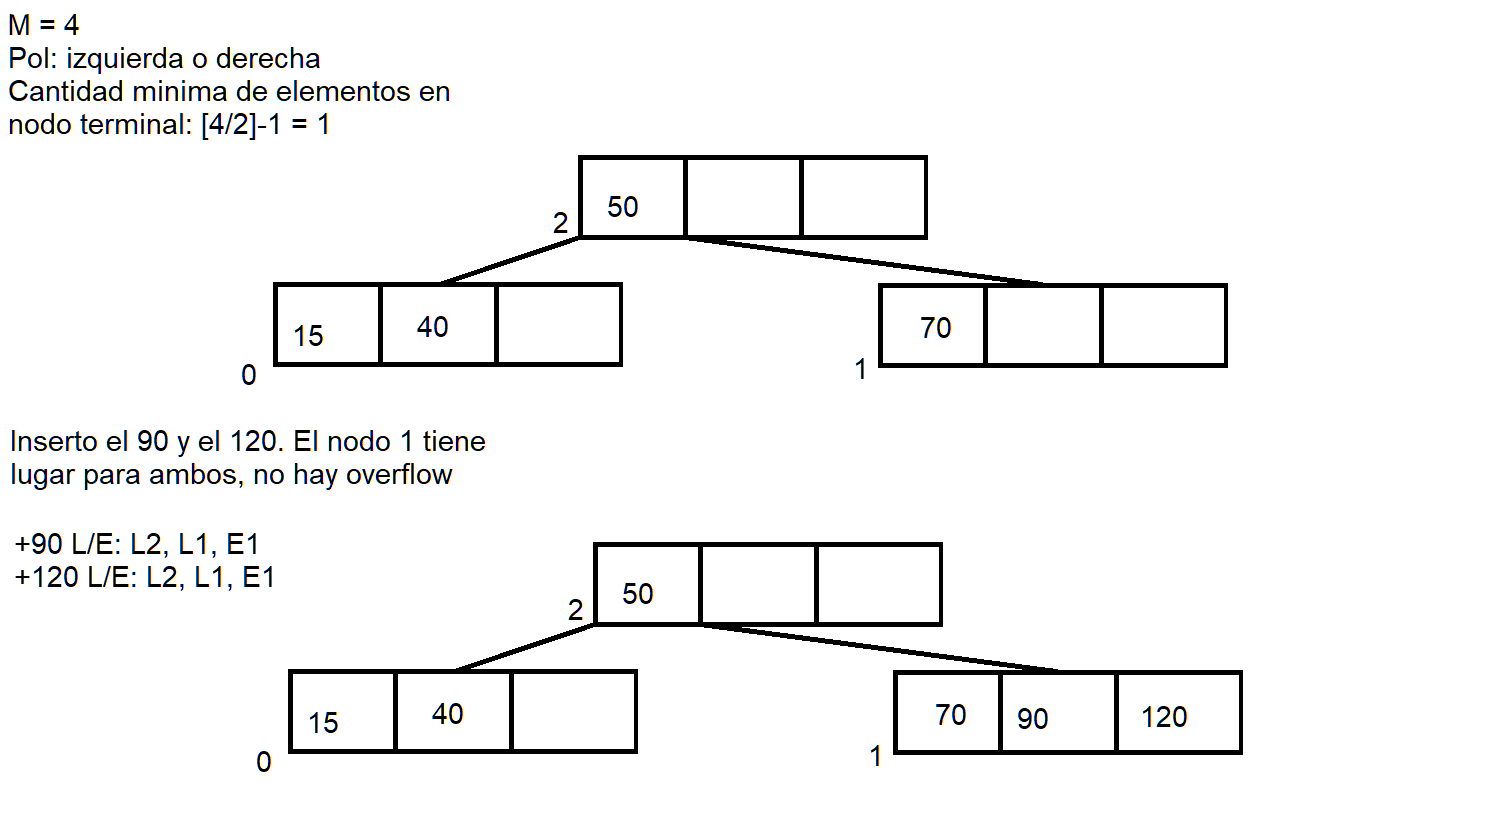 M = 4
Pol: izquierda o derecha
Cantidad minima de elementos en
nodo terminal: [4/2]-1 = 1
50
2
15 40
70
0
1
Inserto el 90 y el 120. El nodo 1 tiene
lugar para ambos, no hay overflow
+90 L/E: L2, L1, E1
+120 L/E: L2, L1, E1
50
2
15 40
70 90 120
0
1